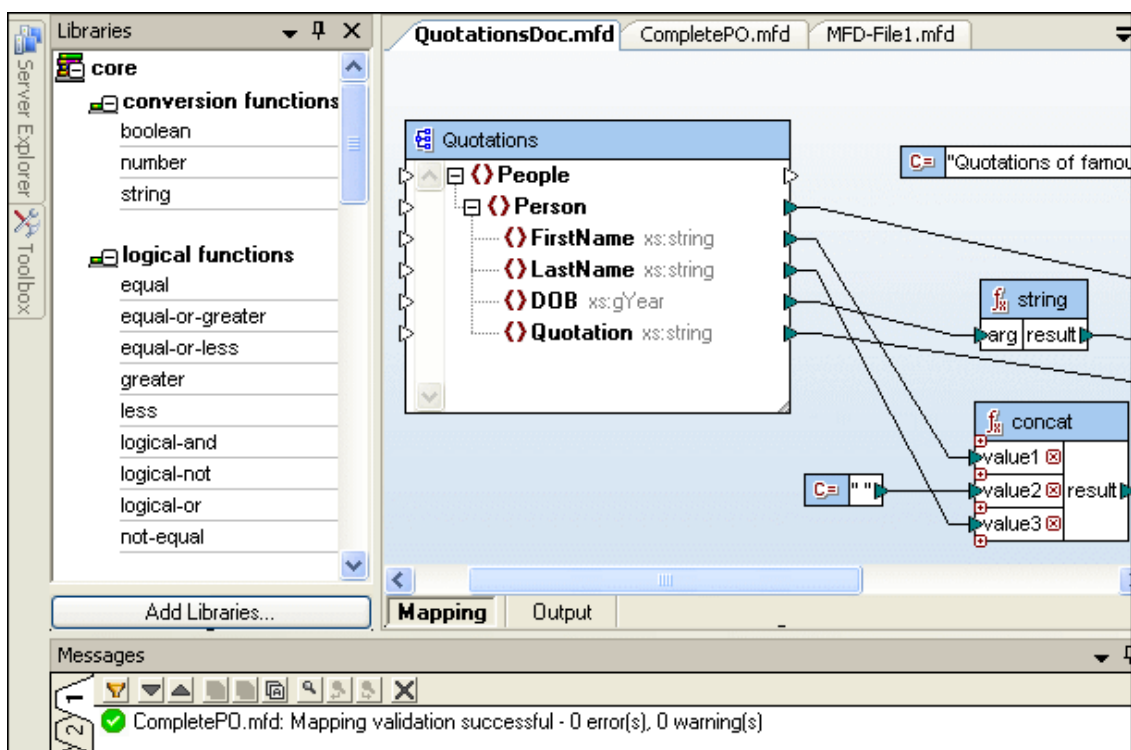 Server Explorer
Toolbox
Libraries
core
conversion functions
boolean
number
string
logical functions
equal
equal-or-greater
equal-or-less
greater
less
logical-and
logical-not
logical-or
not-equal
Add Libraries...
QuotationsDoc.mfd CompletePO.mfd MFD-File1.mfd
Quotations
People
Person
FirstName xs:string
LastName xs:string
DOB xs:gYear
Quotation xs:string
C= "Quotations of famou
string
arg result
concat
value1
value2 result
value3
C= " "
Mapping Output
Messages
1
2
CompletePO.mfd: Mapping validation successful - 0 error(s), 0 warning(s)